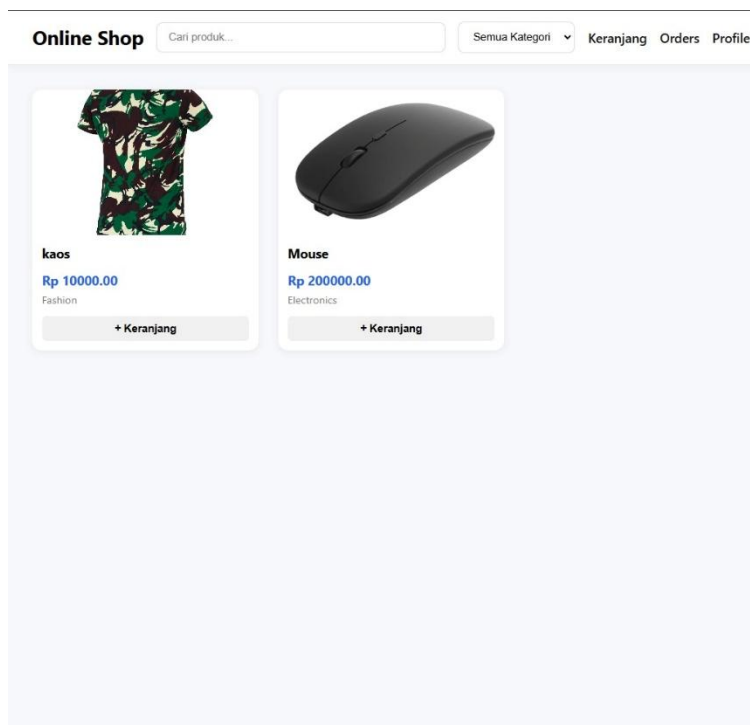 Online Shop Cari produk... Semua Kategori Keranjang Orders Profile
kaos
Rp 10000.00
Fashion
+ Keranjang
Mouse
Rp 200000.00
Electronics
+ Keranjang